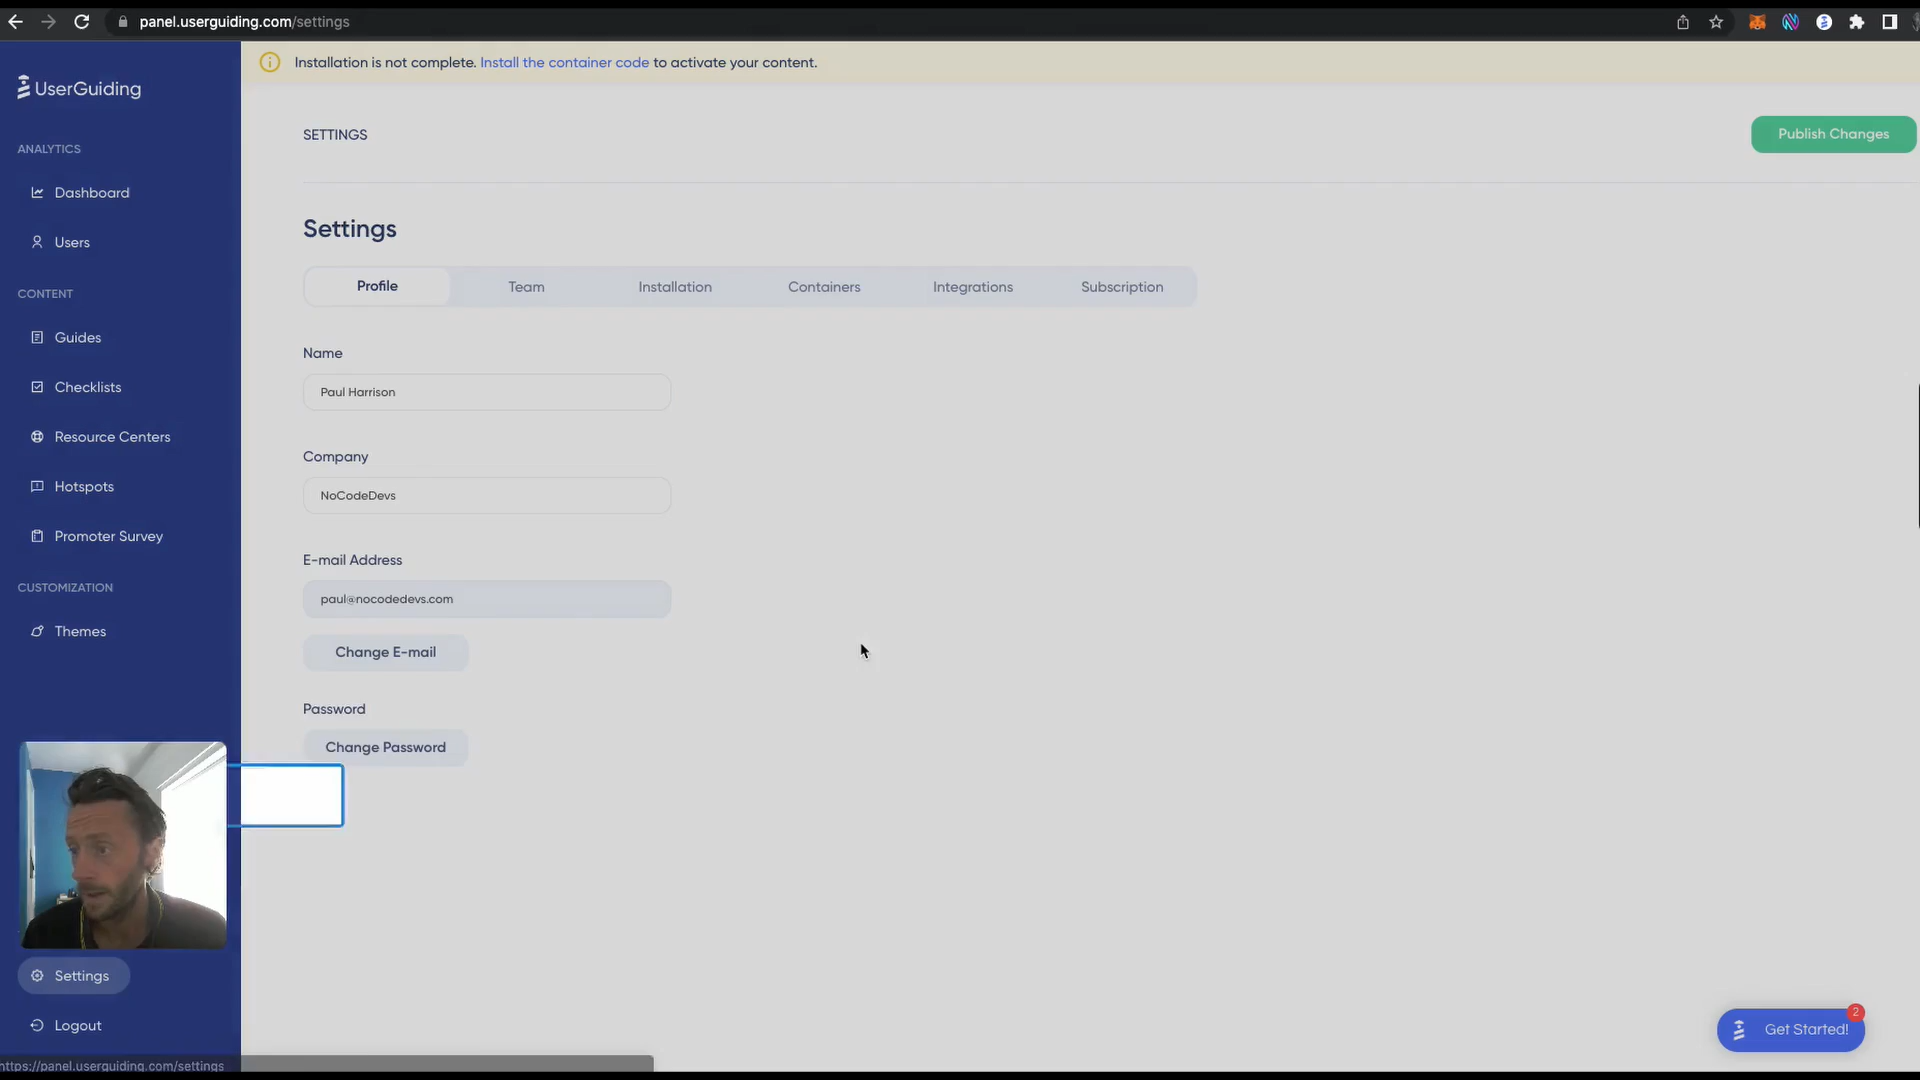 panel.userguiding.com/settings
UserGuiding
ANALYTICS
Dashboard
Users
CONTENT
Guides
Checklists
Resource Centers
Hotspots
Promoter Survey
CUSTOMIZATION
Themes
Settings
Logout
https://panel.userguiding.com/settings
Installation is not complete. Install the container code to activate your content.
SETTINGS
Publish Changes
Settings
Profile Team Installation Containers Integrations Subscription
Name
Paul Harrison
Company
NoCodeDevs
E-mail Address
paul@nocodedevs.com
Change E-mail
Password
Change Password
2
Get Started!